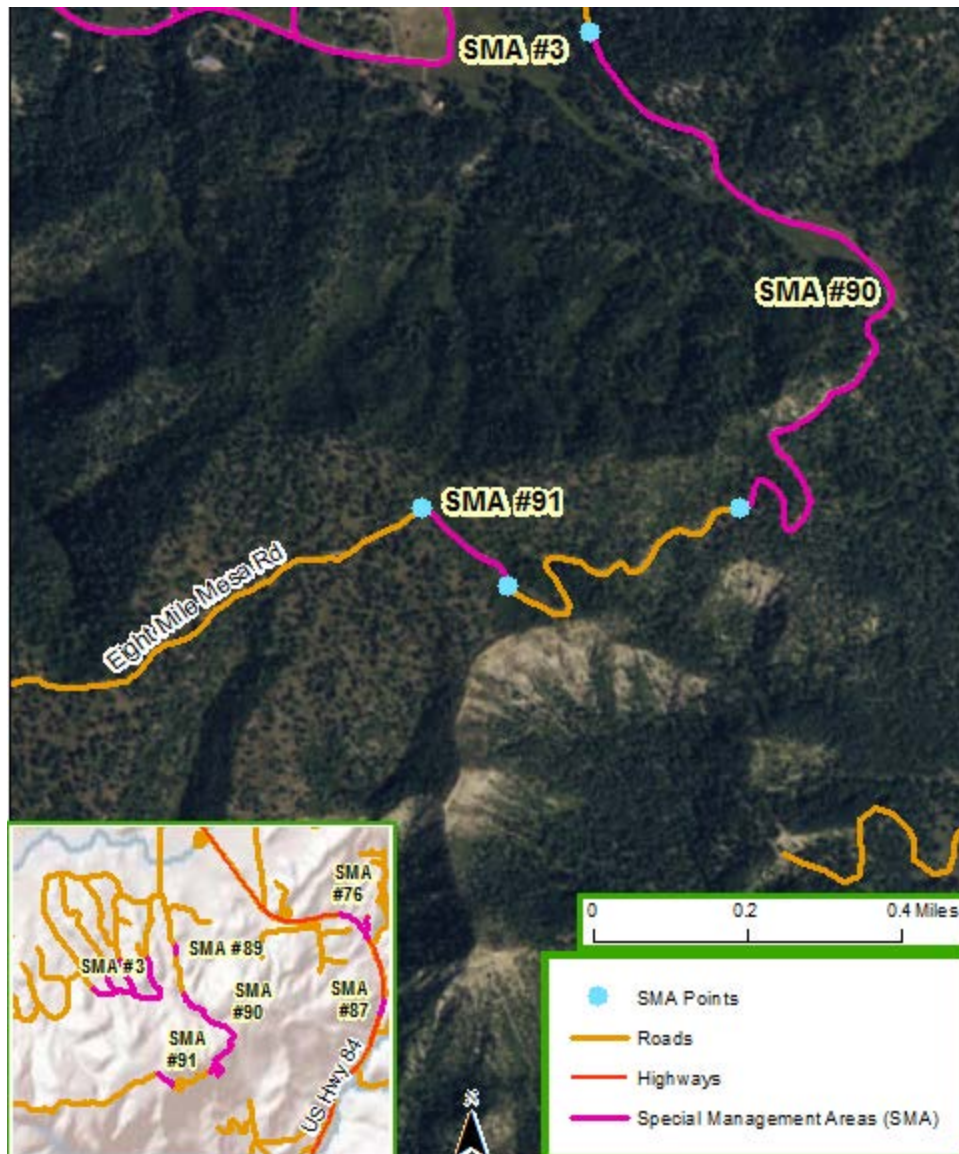 SMA #3
SMA #90
SMA #91
Eight Mile Mesa Rd
SMA
#76
SMA #89
SMA #3
SMA
#90
SMA
#87
SMA
#91
US Hwy 84
N
0 0.2 0.4 Miles
SMA Points
Roads
Highways
Special Management Areas (SMA)